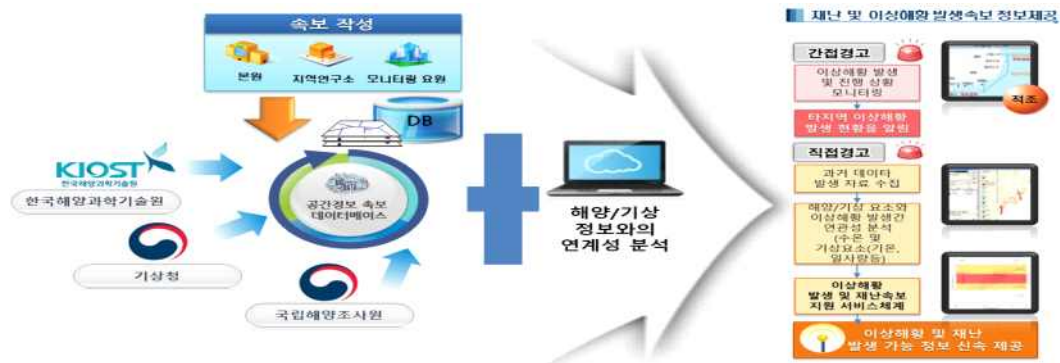 속보 작성
본원
지역연구소
모니터링 요원
DB
KIOST
한국해양과학기술원
한국해양과학기술원
공간정보 속보
데이터베이스
기상청
국립해양조사원
해양/기상
정보와의
연계성 분석
재난 및 이상해황 발생속보 정보제공
간접경고
이상해황 발생
및 진행 상황
모니터링
적조
타지역 이상해황
발생 현황을 알림
직접경고
과거 데이터
발생 자료 수집
해양/기상 요소와
이상해황 발생간
연관성 분석
(수온 및
기상요소(기온,
일사량등)
이상해황
발생 및 재난속보
지원 서비스체계
이상해황 및 재난
발생 가능 정보 신속 제공